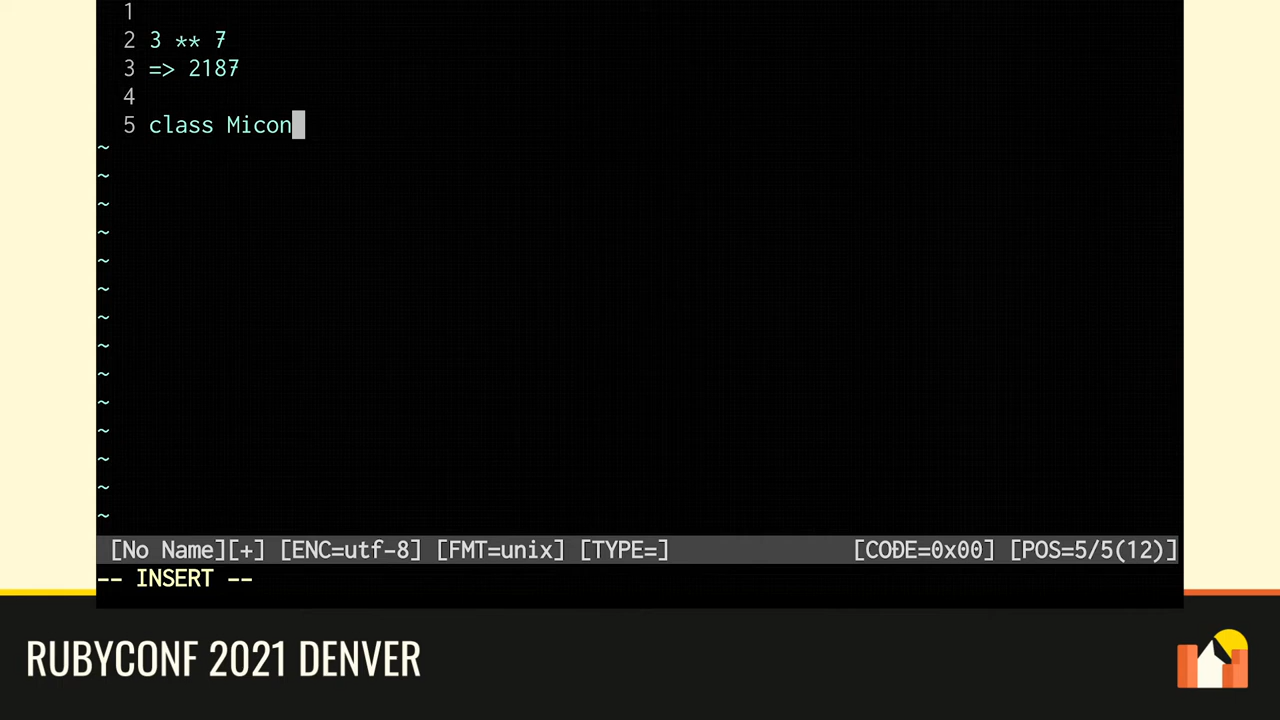 1
2 3 ** 7
3 => 2187
4
5 class Micon
~
~
~
~
~
~
~
~
~
~
~
~
~
~
[No Name][+] [ENC=utf-8] [FMT=unix] [TYPE=] [CODE=0x00] [POS=5/5(12)]
-- INSERT --
RUBYCONF 2021 DENVER